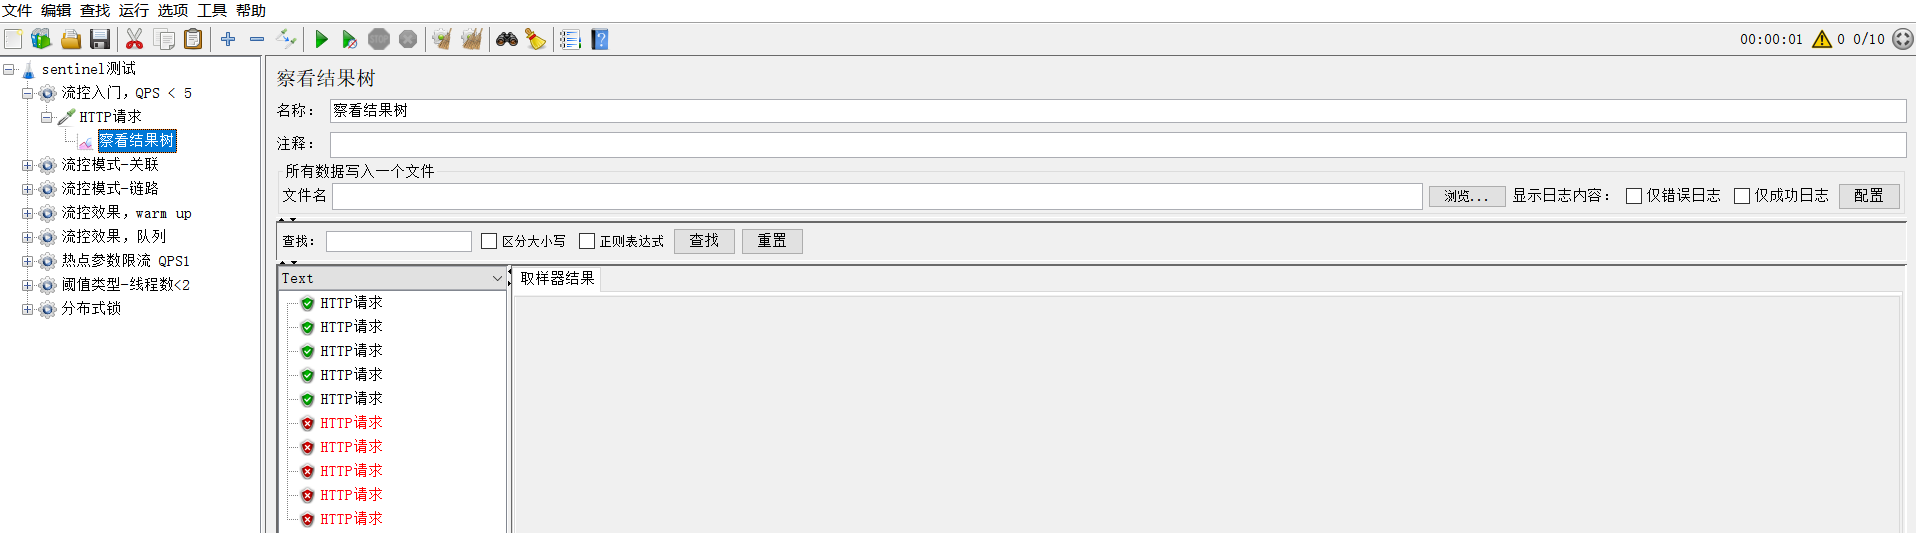 文件 编辑 查找 运行 选项 工具 帮助
STOP
00:00:01 0 0/10
sentinel测试
流控入门，QPS < 5
HTTP请求
察看结果树
流控模式-关联
流控模式-链路
流控效果，warm up
流控效果，队列
热点参数限流 QPS1
阈值类型-线程数<2
分布式锁
察看结果树
名称： 察看结果树
注释：
所有数据写入一个文件
文件名 浏览... 显示日志内容： 仅错误日志 仅成功日志 配置
查找： 区分大小写 正则表达式 查找 重置
Text
取样器结果
HTTP请求
HTTP请求
HTTP请求
HTTP请求
HTTP请求
HTTP请求
HTTP请求
HTTP请求
HTTP请求
HTTP请求